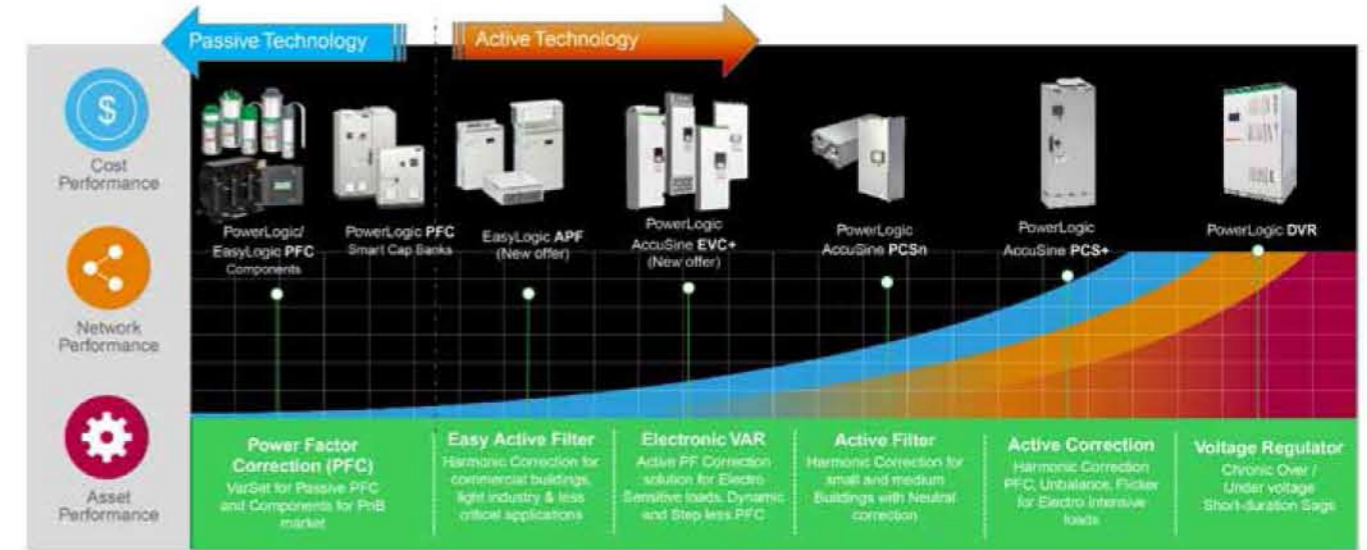 Passive Technology
Active Technology
$
Cost
Performance
Network
Performance
Asset
Performance
PowerLogic/
EasyLogic PFC
Components
PowerLogic PFC
Smart Cap Banks
EasyLogic APF
(New offer)
PowerLogic
AccuSine EVC+
(New offer)
PowerLogic
AccuSine PCSn
PowerLogic
AccuSine PCS+
PowerLogic DVR
Power Factor
Correction (PFC)
VarSet for Passive PFC
and Components for PnB
market
Easy Active Filter
Harmonic Correction for
commercial buildings,
light industry & less
critical applications
Electronic VAR
Active PF Correction
solution for Electro
Sensitive loads, Dynamic
and Step less PFC
Active Filter
Harmonic Correction for
small and medium
Buildings with Neutral
correction
Active Correction
Harmonic Correction
PFC, Unbalance, Flicker
for Electro Intensive
loads
Voltage Regulator
Chronic Over /
Under voltage
Short-duration Sags